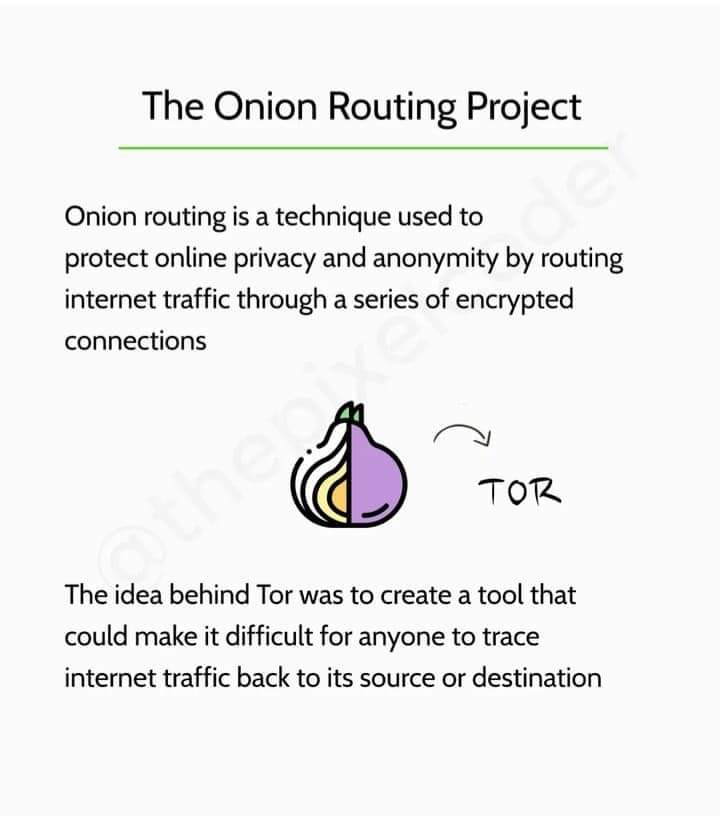 The Onion Routing Project
Onion routing is a technique used to
protect online privacy and anonymity by routing
internet traffic through a series of encrypted
connections
TOR
The idea behind Tor was to create a tool that
could make it difficult for anyone to trace
internet traffic back to its source or destination
@thepixelcoder